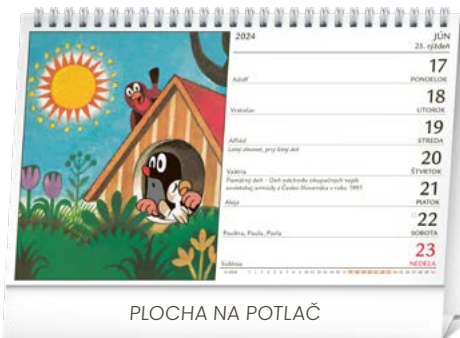 2024
JÚN
25. týždeň
17
Adolf
PONDELOK
18
Vratislav
UTOROK
19
Alfréd
STREDA
Letný slnovrat, prvý letný deň
20
Valéria
ŠTVRTOK
Pamätný deň – Deň odchodu okupačných vojsk
sovietskej armády z Česko-Slovenska v roku 1991
21
Alojz
PIATOK
22
Paulína, Paula, Pavla
SOBOTA
23
Sidónia
NEDEĽA
PLOCHA NA POTLAČ